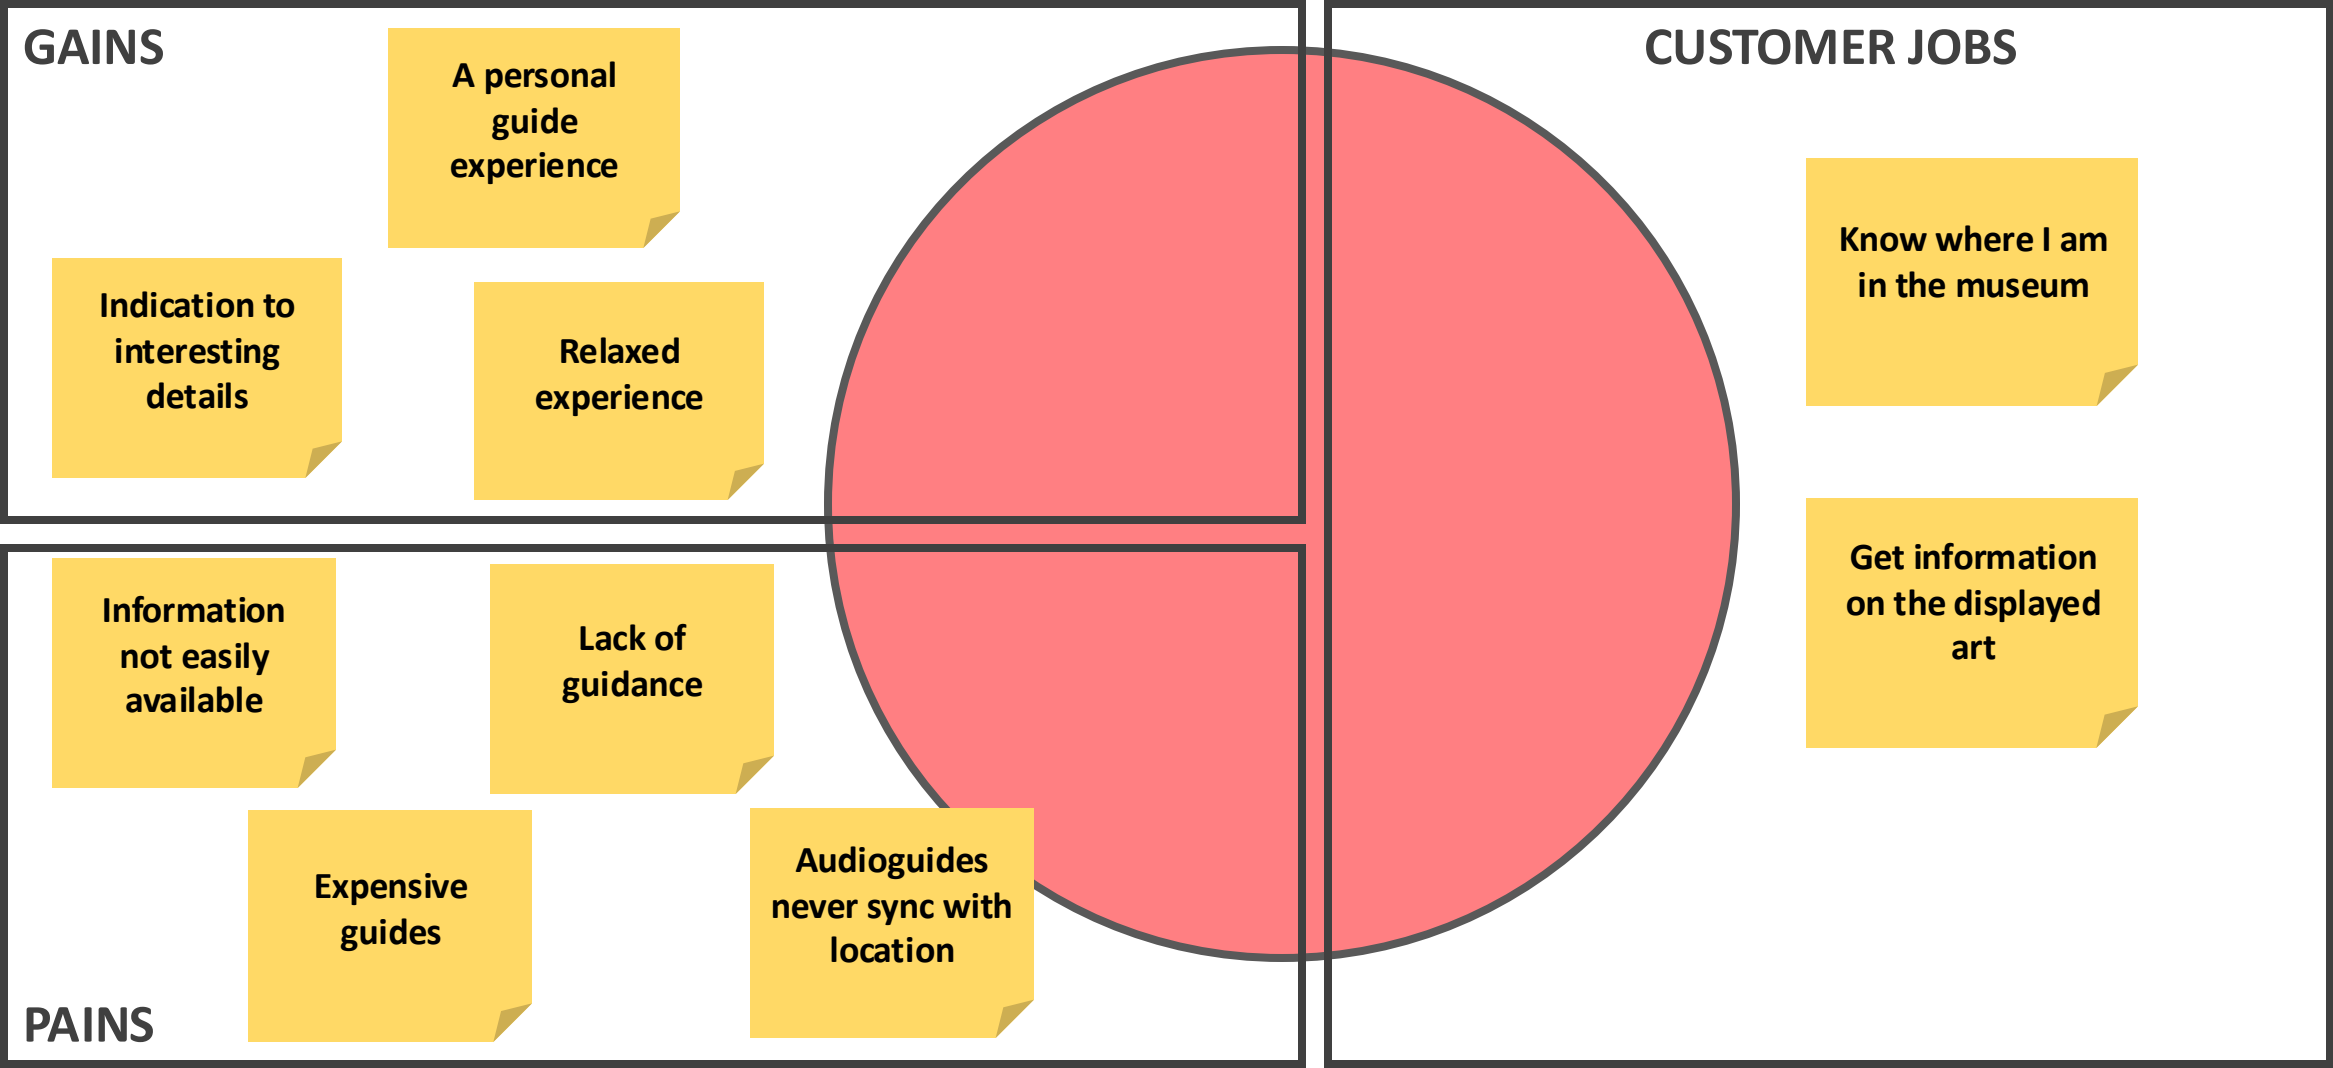 GAINS
A personal
guide
experience
Indication to
interesting
details
Relaxed
experience
CUSTOMER JOBS
Know where I am
in the museum
Get information
on the displayed
art
Information
not easily
available
Lack of
guidance
Expensive
guides
Audioguides
never sync with
location
PAINS